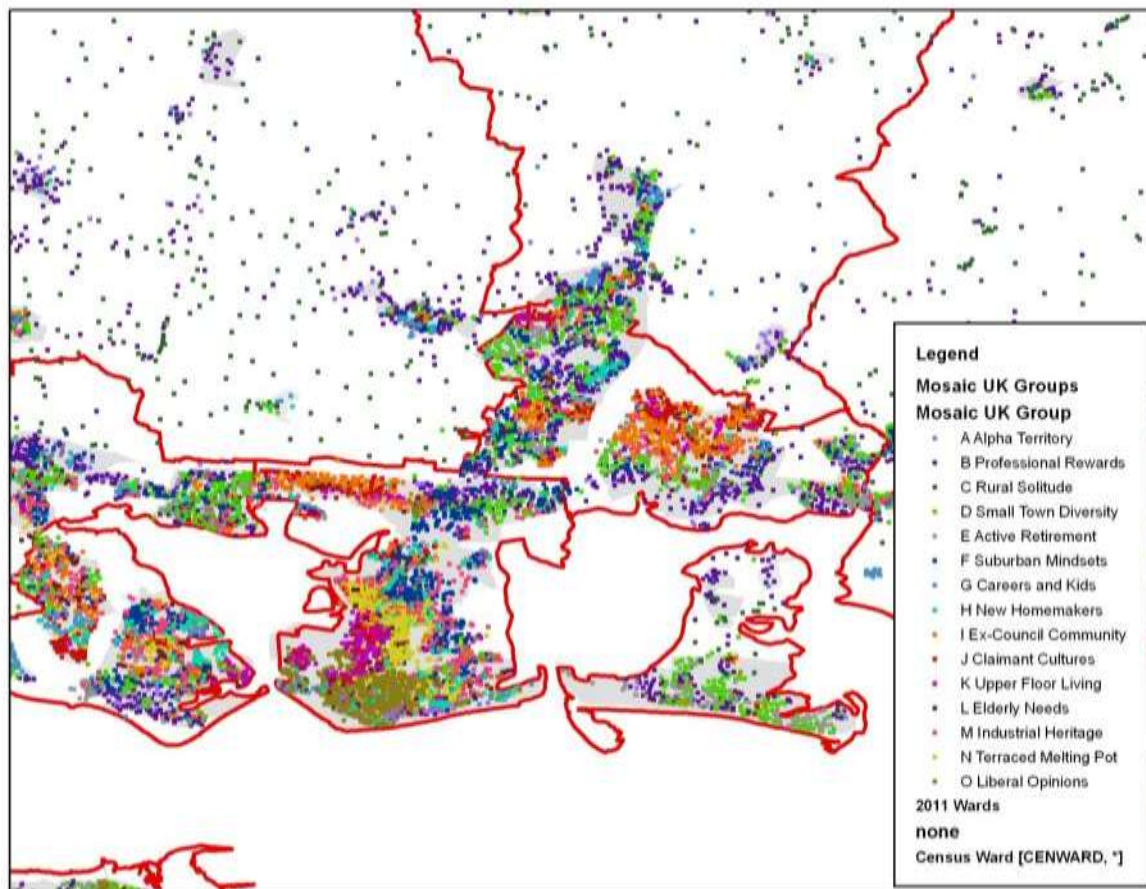 Legend
Mosaic UK Groups
Mosaic UK Group
A Alpha Territory
B Professional Rewards
C Rural Solitude
D Small Town Diversity
E Active Retirement
F Suburban Mindsets
G Careers and Kids
H New Homemakers
I Ex-Council Community
J Claimant Cultures
K Upper Floor Living
L Elderly Needs
M Industrial Heritage
N Terraced Melting Pot
O Liberal Opinions
2011 Wards
none
Census Ward [CENWARD, *]